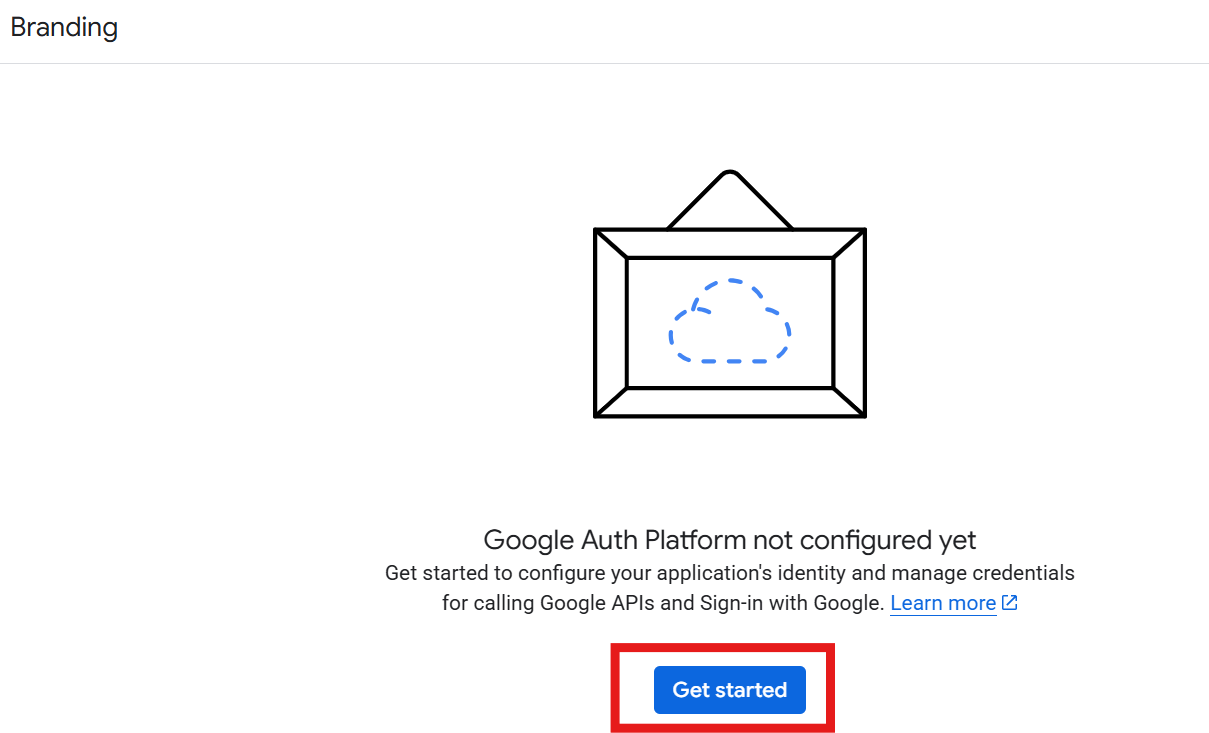 Branding
Google Auth Platform not configured yet
Get started to configure your application's identity and manage credentials
for calling Google APIs and Sign-in with Google. Learn more
Get started